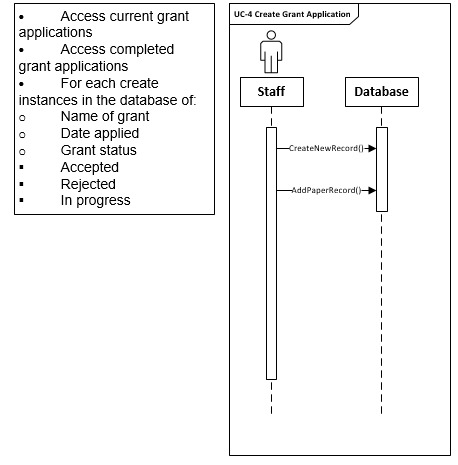 • Access current grant
applications
• Access completed
grant applications
• For each create
instances in the database of:
o Name of grant
o Date applied
o Grant status
▪ Accepted
▪ Rejected
▪ In progress
UC-4 Create Grant Application
Staff
Database
CreateNewRecord()
AddPaperRecord()